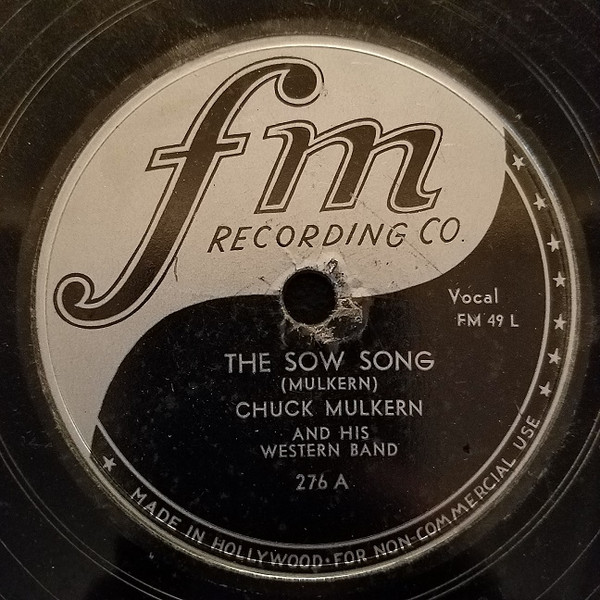 fm
RECORDING CO.
Vocal
FM 49 L
THE SOW SONG
(MULKERN)
CHUCK MULKERN
AND HIS
WESTERN BAND
276 A
MADE IN HOLLYWOOD · FOR NON-COMMERCIAL USE